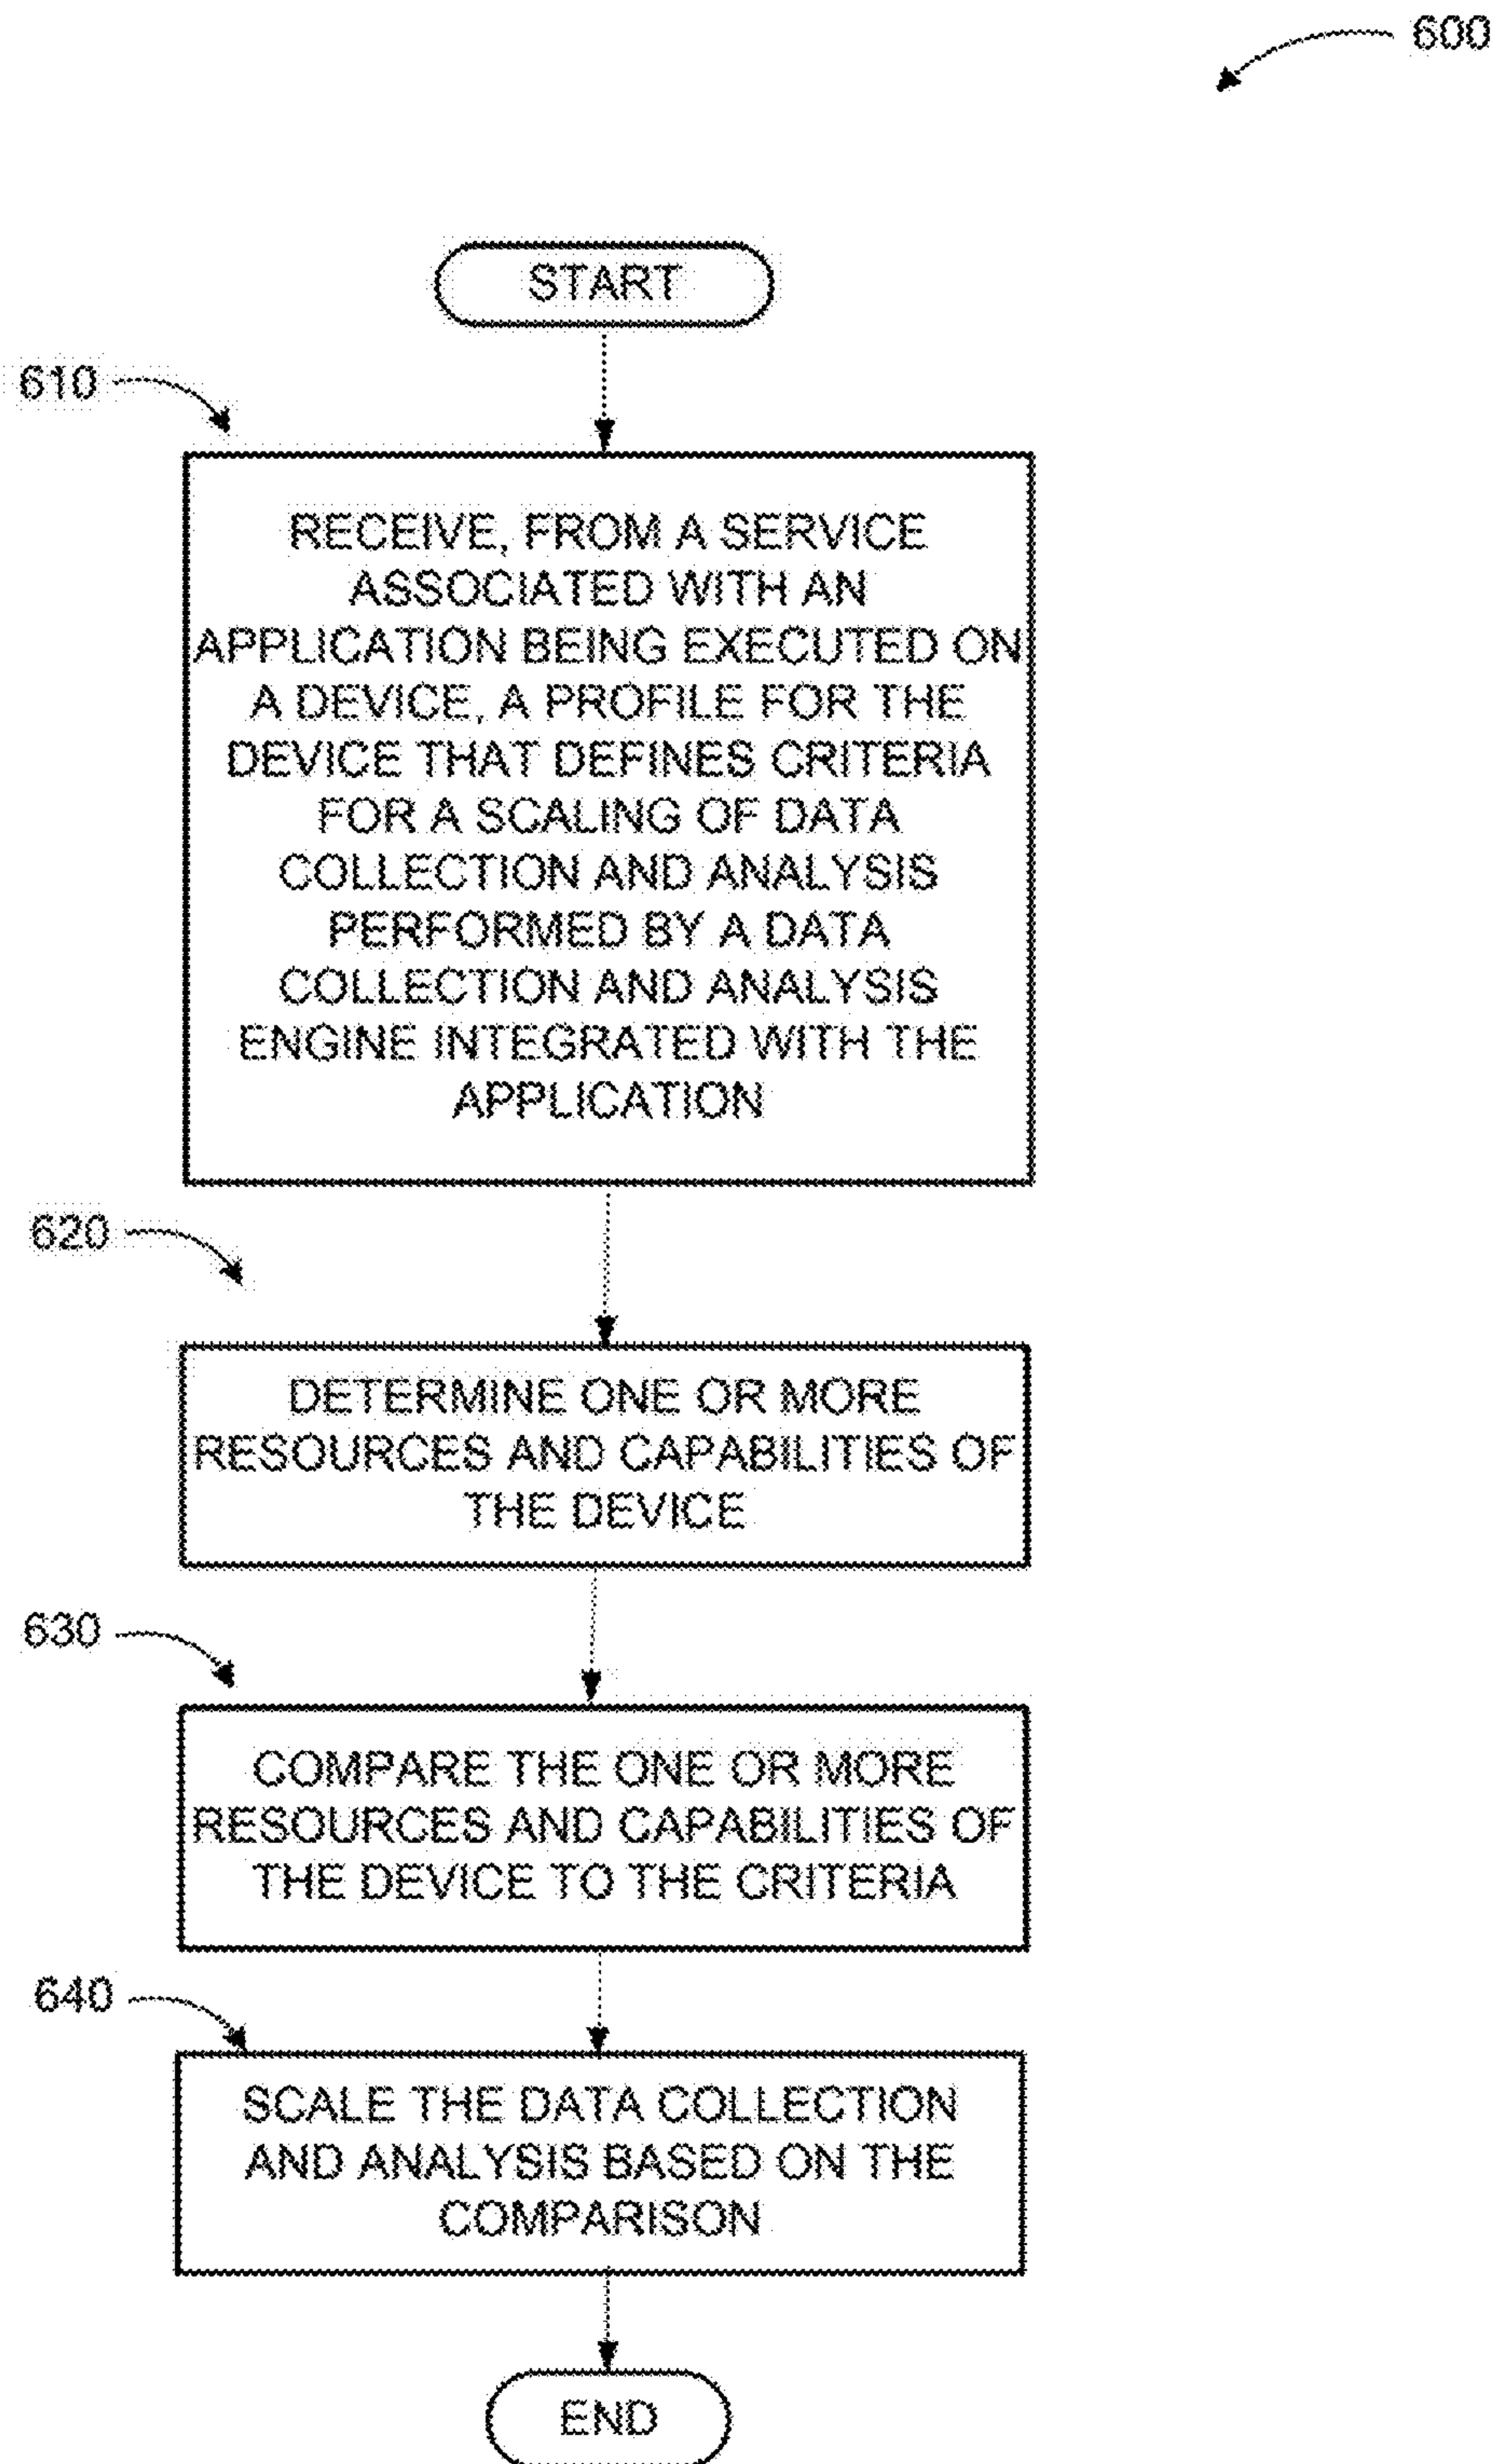 600
START
610
RECEIVE, FROM A SERVICE
ASSOCIATED WITH AN
APPLICATION BEING EXECUTED ON
A DEVICE, A PROFILE FOR THE
DEVICE THAT DEFINES CRITERIA
FOR A SCALING OF DATA
COLLECTION AND ANALYSIS
PERFORMED BY A DATA
COLLECTION AND ANALYSIS
ENGINE INTEGRATED WITH THE
APPLICATION
620
DETERMINE ONE OR MORE
RESOURCES AND CAPABILITIES OF
THE DEVICE
630
COMPARE THE ONE OR MORE
RESOURCES AND CAPABILITIES OF
THE DEVICE TO THE CRITERIA
640
SCALE THE DATA COLLECTION
AND ANALYSIS BASED ON THE
COMPARISON
END